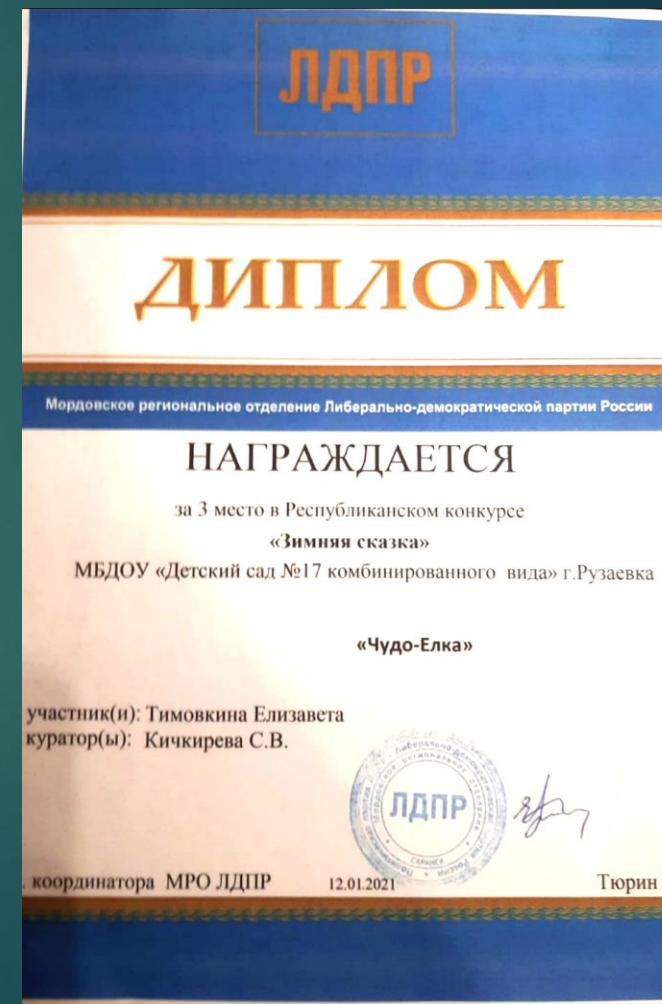 ЛДПР
ДИПЛОМ
Мордовское региональное отделение Либерально-демократической партии России
НАГРАЖДАЕТСЯ
за 3 место в Республиканском конкурсе
«Зимняя сказка»
МБДОУ «Детский сад №17 комбинированного вида» г.Рузаевка
«Чудо-Елка»
участник(и): Тимовкина Елизавета
куратор(ы): Кичкирева С.В.
ЛДПР
САРАНСК
. координатора МРО ЛДПР 12.01.2021 Тюрин